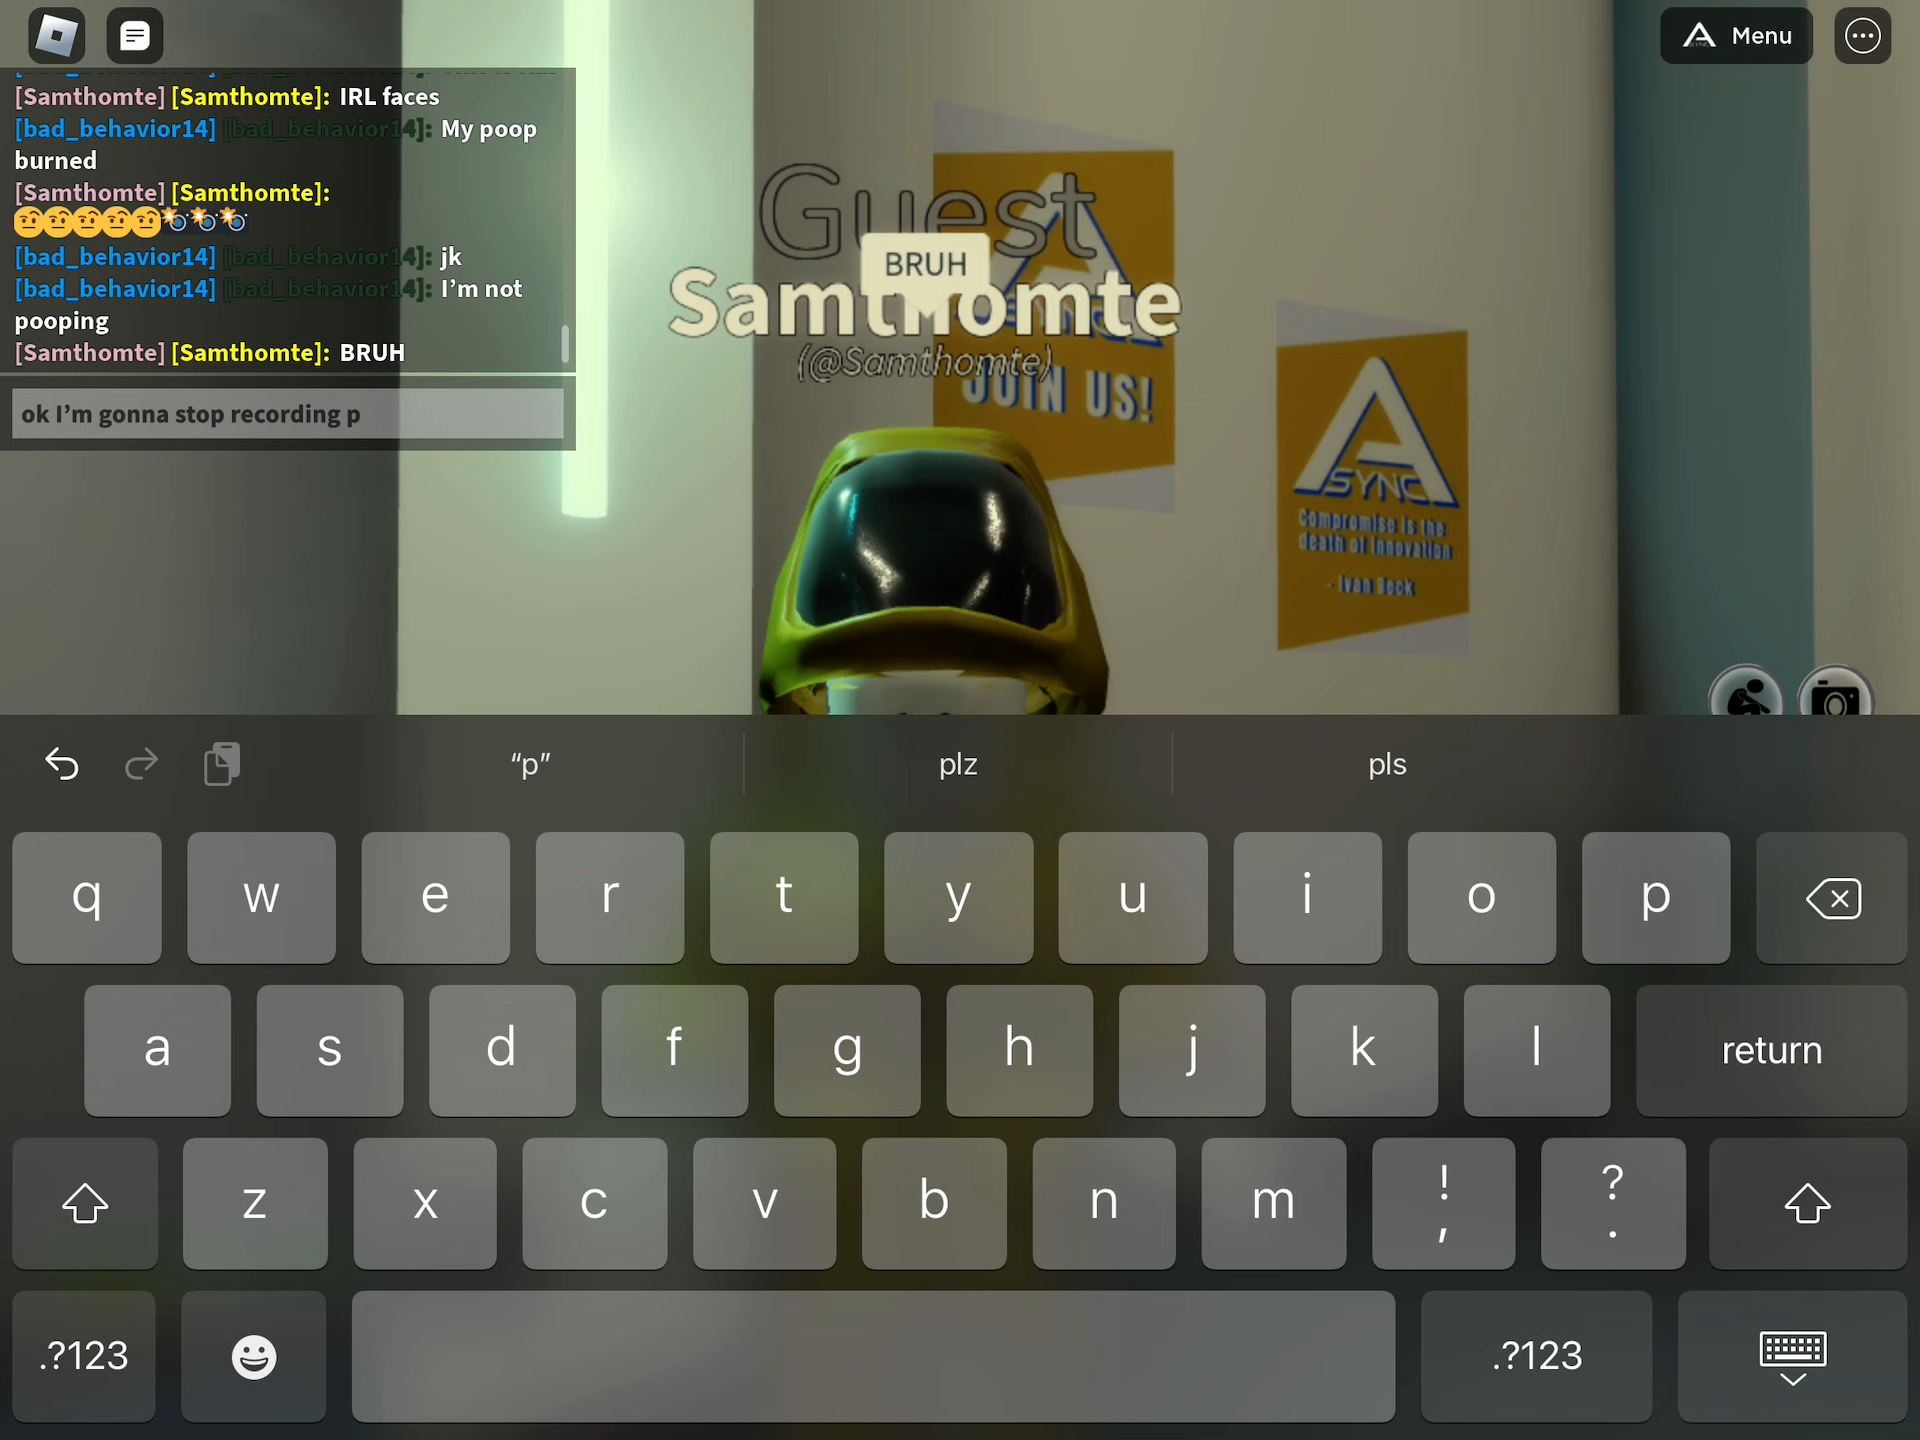 Menu
[Samthomte] [Samthomte]: IRL faces
[bad_behavior14] [bad_behavior14]: My poop
burned
[Samthomte] [Samthomte]:
🤨🤨🤨🤨🤨💣💣💣
[bad_behavior14] [bad_behavior14]: jk
[bad_behavior14] [bad_behavior14]: I’m not
pooping
[Samthomte] [Samthomte]: BRUH
ok I’m gonna stop recording p
Guest
BRUH
Samthomte
(@Samthomte)
JOIN US!
ASYNC
Compromise is the
death of innovation
- Ivan Beck
“p” plz pls
q w e r t y u i o p
a s d f g h j k l return
z x c v b n m ! , ? .
.?123 .?123